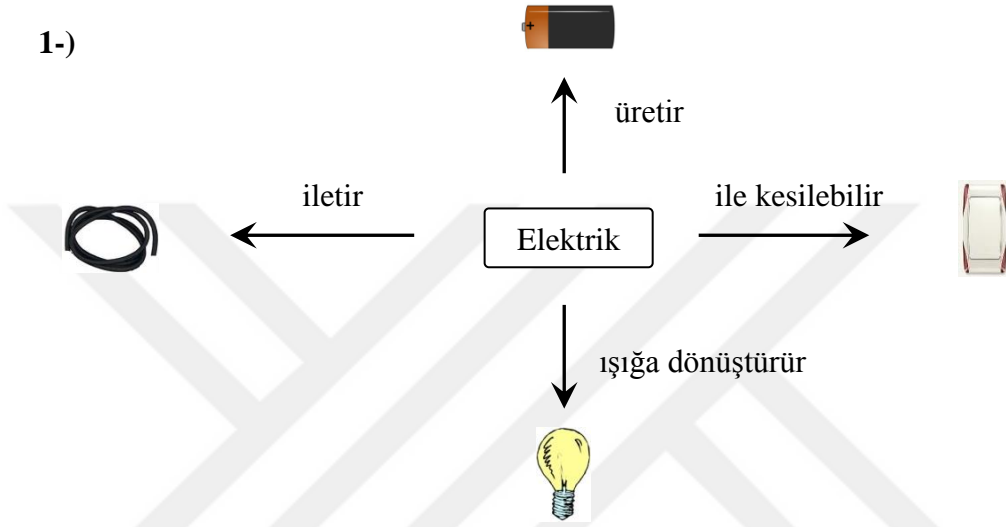 1-)
+
üretir
iletir
ile kesilebilir
Elektrik
ışığa dönüştürür